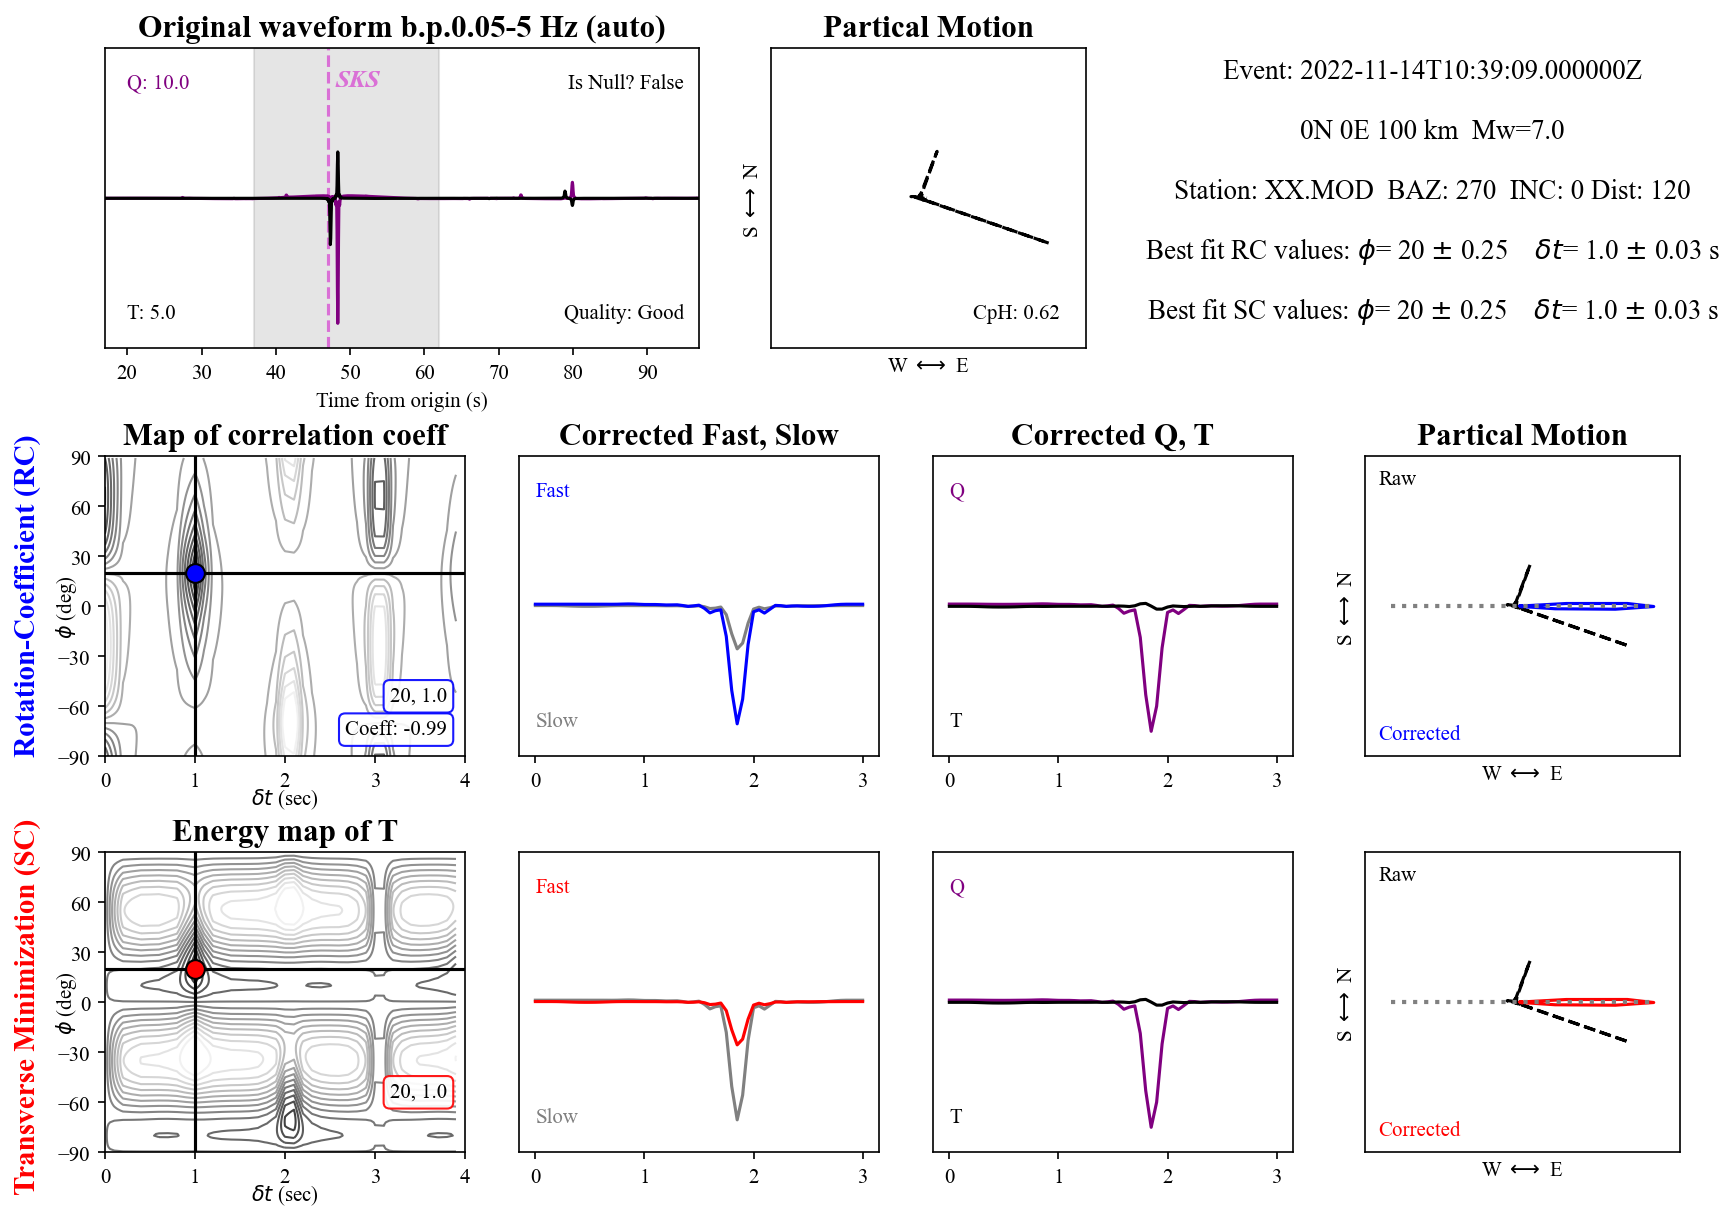 Original waveform b.p.0.05-5 Hz (auto)
Q: 10.0
SKS
Is Null? False
T: 5.0
Quality: Good
20 30 40 50 60 70 80 90
Time from origin (s)
Partical Motion
S ⟷ N
CpH: 0.62
W ⟷ E
Event: 2022-11-14T10:39:09.000000Z
0N 0E 100 km Mw=7.0
Station: XX.MOD BAZ: 270 INC: 0 Dist: 120
Best fit RC values: ϕ= 20 ± 0.25 δt= 1.0 ± 0.03 s
Best fit SC values: ϕ= 20 ± 0.25 δt= 1.0 ± 0.03 s
Rotation-Coefficient (RC)
Map of correlation coeff
90
60
30
0
−30
−60
−90
ϕ (deg)
20, 1.0
Coeff: -0.99
0 1 2 3 4
δt (sec)
Corrected Fast, Slow
Fast
Slow
0 1 2 3
Corrected Q, T
Q
T
0 1 2 3
Partical Motion
Raw
S ⟷ N
Corrected
W ⟷ E
Transverse Minimization (SC)
Energy map of T
90
60
30
0
−30
−60
−90
ϕ (deg)
20, 1.0
0 1 2 3 4
δt (sec)
Fast
Slow
0 1 2 3
Q
T
0 1 2 3
Raw
S ⟷ N
Corrected
W ⟷ E